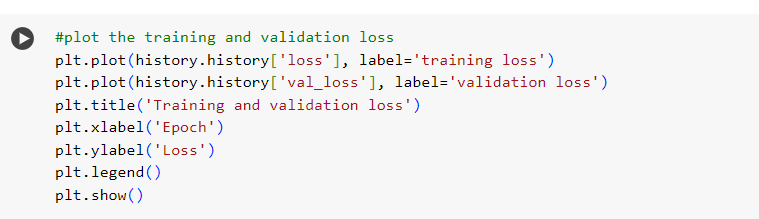 #plot the training and validation loss
plt.plot(history.history['loss'], label='training loss')
plt.plot(history.history['val_loss'], label='validation loss')
plt.title('Training and validation loss')
plt.xlabel('Epoch')
plt.ylabel('Loss')
plt.legend()
plt.show()